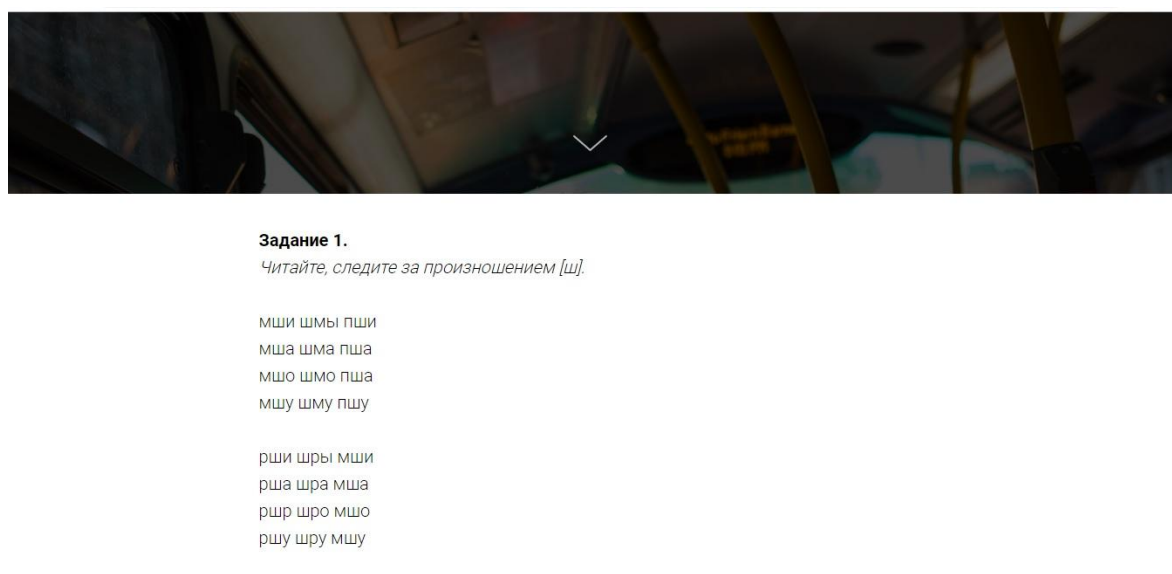 Задание 1.
Читайте, следите за произношением [ш].
мши шмы пши
мша шма пша
мшо шмо пша
мшу шму пшу
рши шры мши
рша шра мша
ршр шро мшо
ршу шру мшу